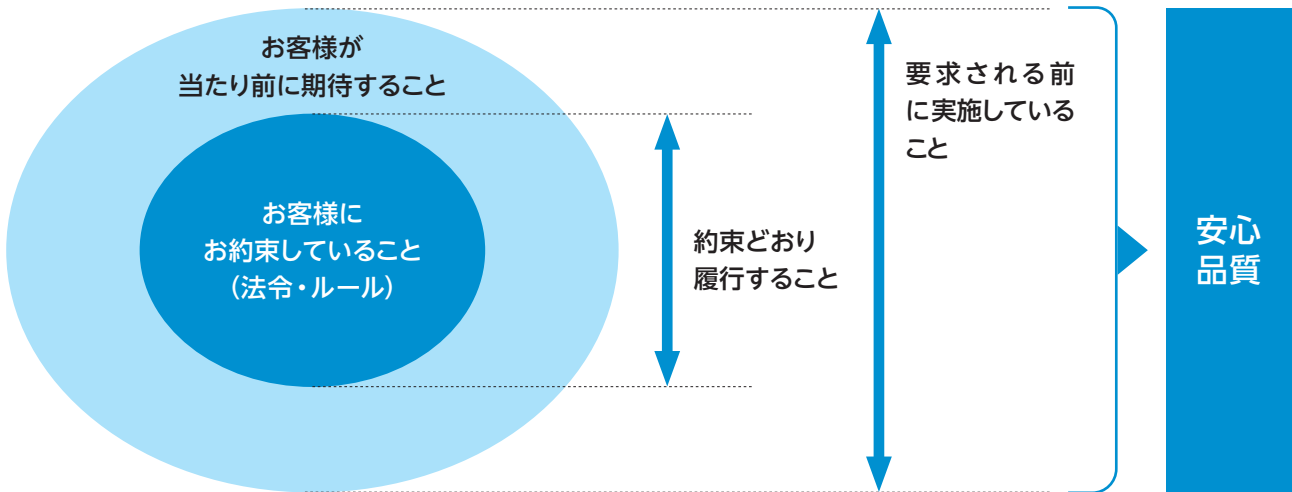 お客様が
当たり前に期待すること
お客様に
お約束していること
（法令・ルール）
約束どおり
履行すること
要求される前
に実施している
こと
安心
品質